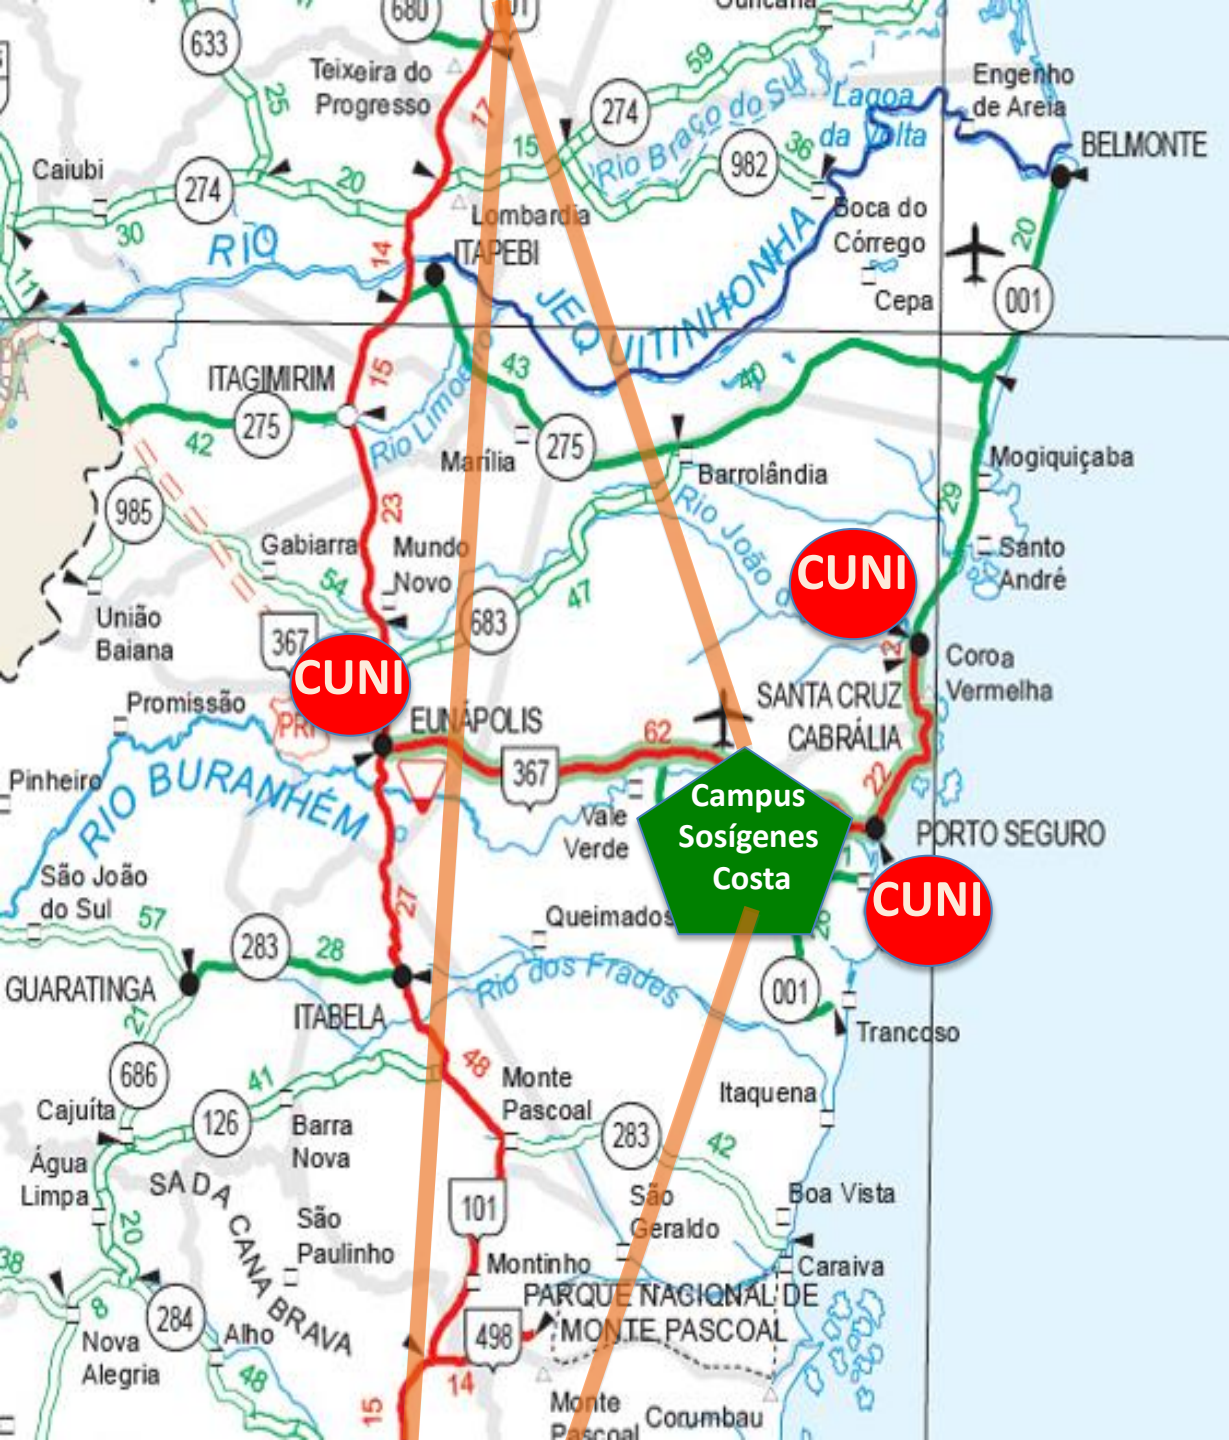 680
101
633
Teixeira do
Progresso
17
59
Engenho
de Areia
25
274
Rio Braço do Sul
Lagoa
da Volta
BELMONTE
15
982
36
Caiubi
274
20
Lombardia
Boca do
Córrego
20
30
RIO
14
ITAPEBI
JEQUITINHONHA
Cepa
001
11
43
40
ITAGIMIRIM
15
Rio Limoeiro
275
42
Marília
275
Barrolândia
Mogiquiçaba
985
23
Rio João d
29
Gabiarra
Mundo
Novo
CUNI
Santo
André
54
47
União
Baiana
367
683
CUNI
2
Coroa
Vermelha
Promissão
PRF
EUNÁPOLIS
62
SANTA CRUZ
CABRÁLIA
Pinheiro
RIO BURANHÉM
367
22
Campus
Sosígenes
Costa
Vale
Verde
PORTO SEGURO
São João
do Sul
27
CUNI
57
283
28
Queimados
GUARATINGA
Rio dos Frades
001
ITABELA
21
Trancoso
686
41
48
Monte
Pascoal
Itaquena
Cajuíta
126
Barra
Nova
283
42
Água
Limpa
SA DA CANA BRAVA
101
São
Geraldo
Boa Vista
20
São
Paulinho
38
Montinho
Caraiva
PARQUE NACIONAL DE
MONTE PASCOAL
8
284
498
Nova
Alegria
Alho
48
14
15
Monte
Pascoal
Corumbau